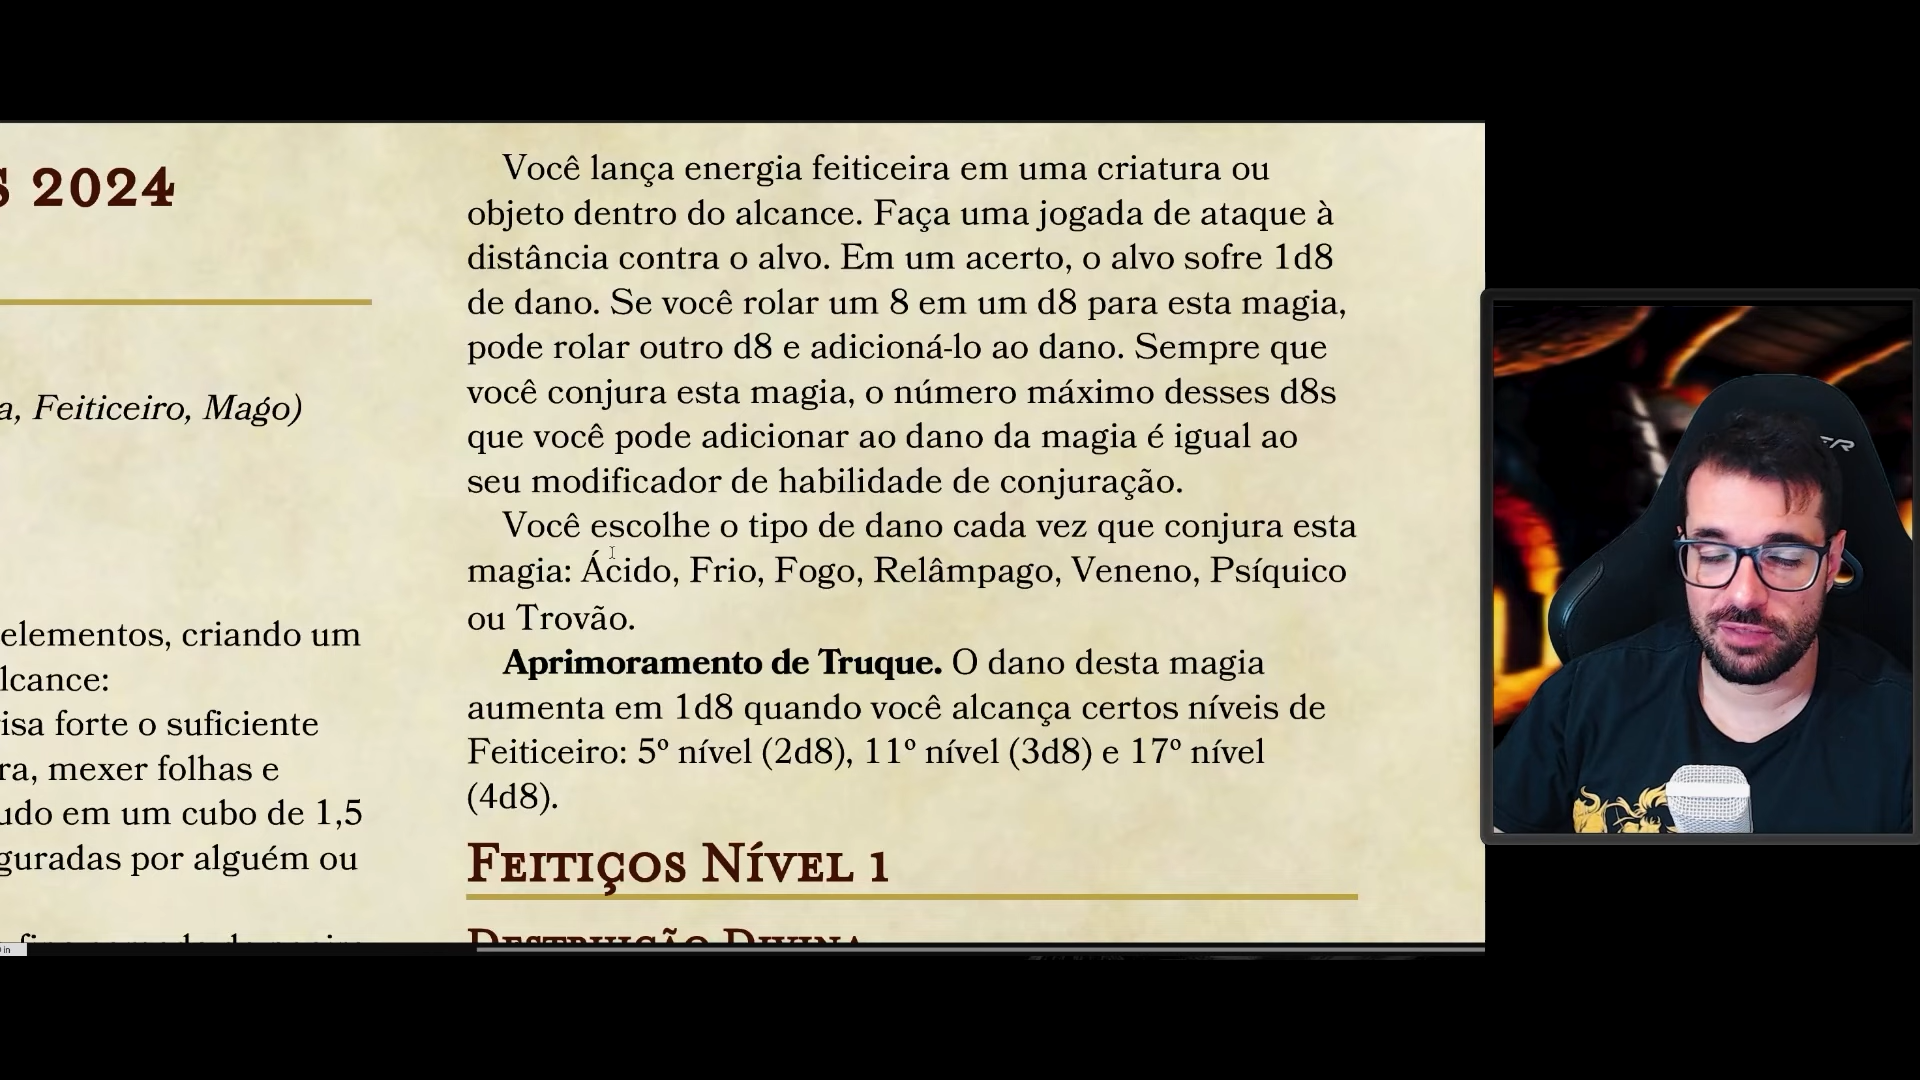 S 2024
a, Feiticeiro, Mago)
elementos, criando um
lcance:
isa forte o suficiente
ra, mexer folhas e
udo em um cubo de 1,5
guradas por alguém ou
Você lança energia feiticeira em uma criatura ou
objeto dentro do alcance. Faça uma jogada de ataque à
distância contra o alvo. Em um acerto, o alvo sofre 1d8
de dano. Se você rolar um 8 em um d8 para esta magia,
pode rolar outro d8 e adicioná-lo ao dano. Sempre que
você conjura esta magia, o número máximo desses d8s
que você pode adicionar ao dano da magia é igual ao
seu modificador de habilidade de conjuração.
Você escolhe o tipo de dano cada vez que conjura esta
magia: Ácido, Frio, Fogo, Relâmpago, Veneno, Psíquico
ou Trovão.
Aprimoramento de Truque. O dano desta magia
aumenta em 1d8 quando você alcança certos níveis de
Feiticeiro: 5º nível (2d8), 11º nível (3d8) e 17º nível
(4d8).
Feitiços Nível 1
Destruição Divina